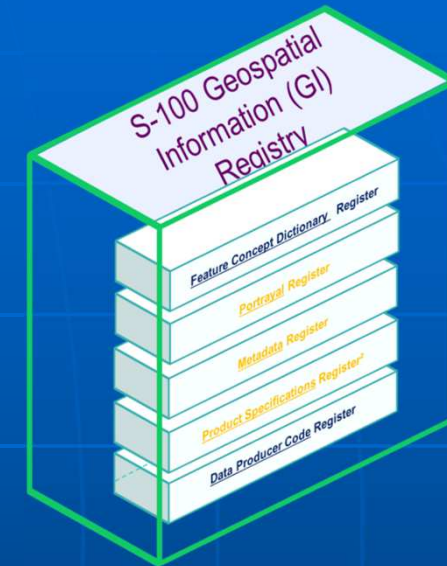 S-100 Geospatial
Information (GI)
Registry
Feature Concept Dictionary Register
Portrayal Register
Metadata Register
Product Specifications Register²
Data Producer Code Register